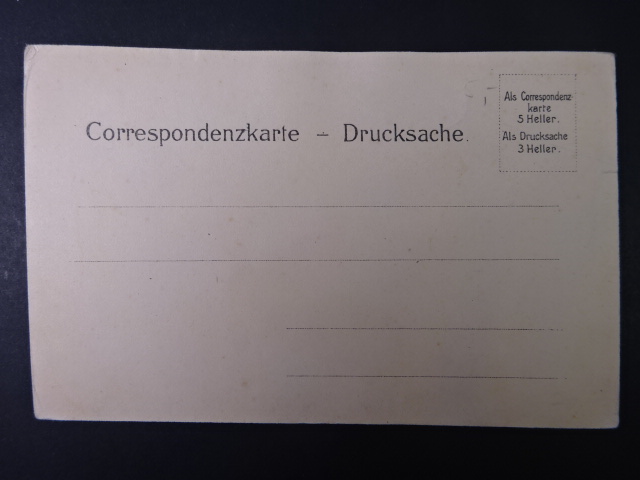 Correspondenzkarte – Drucksache.
Als Correspondenz
karte
5 Heller.
Als Drucksache
3 Heller.